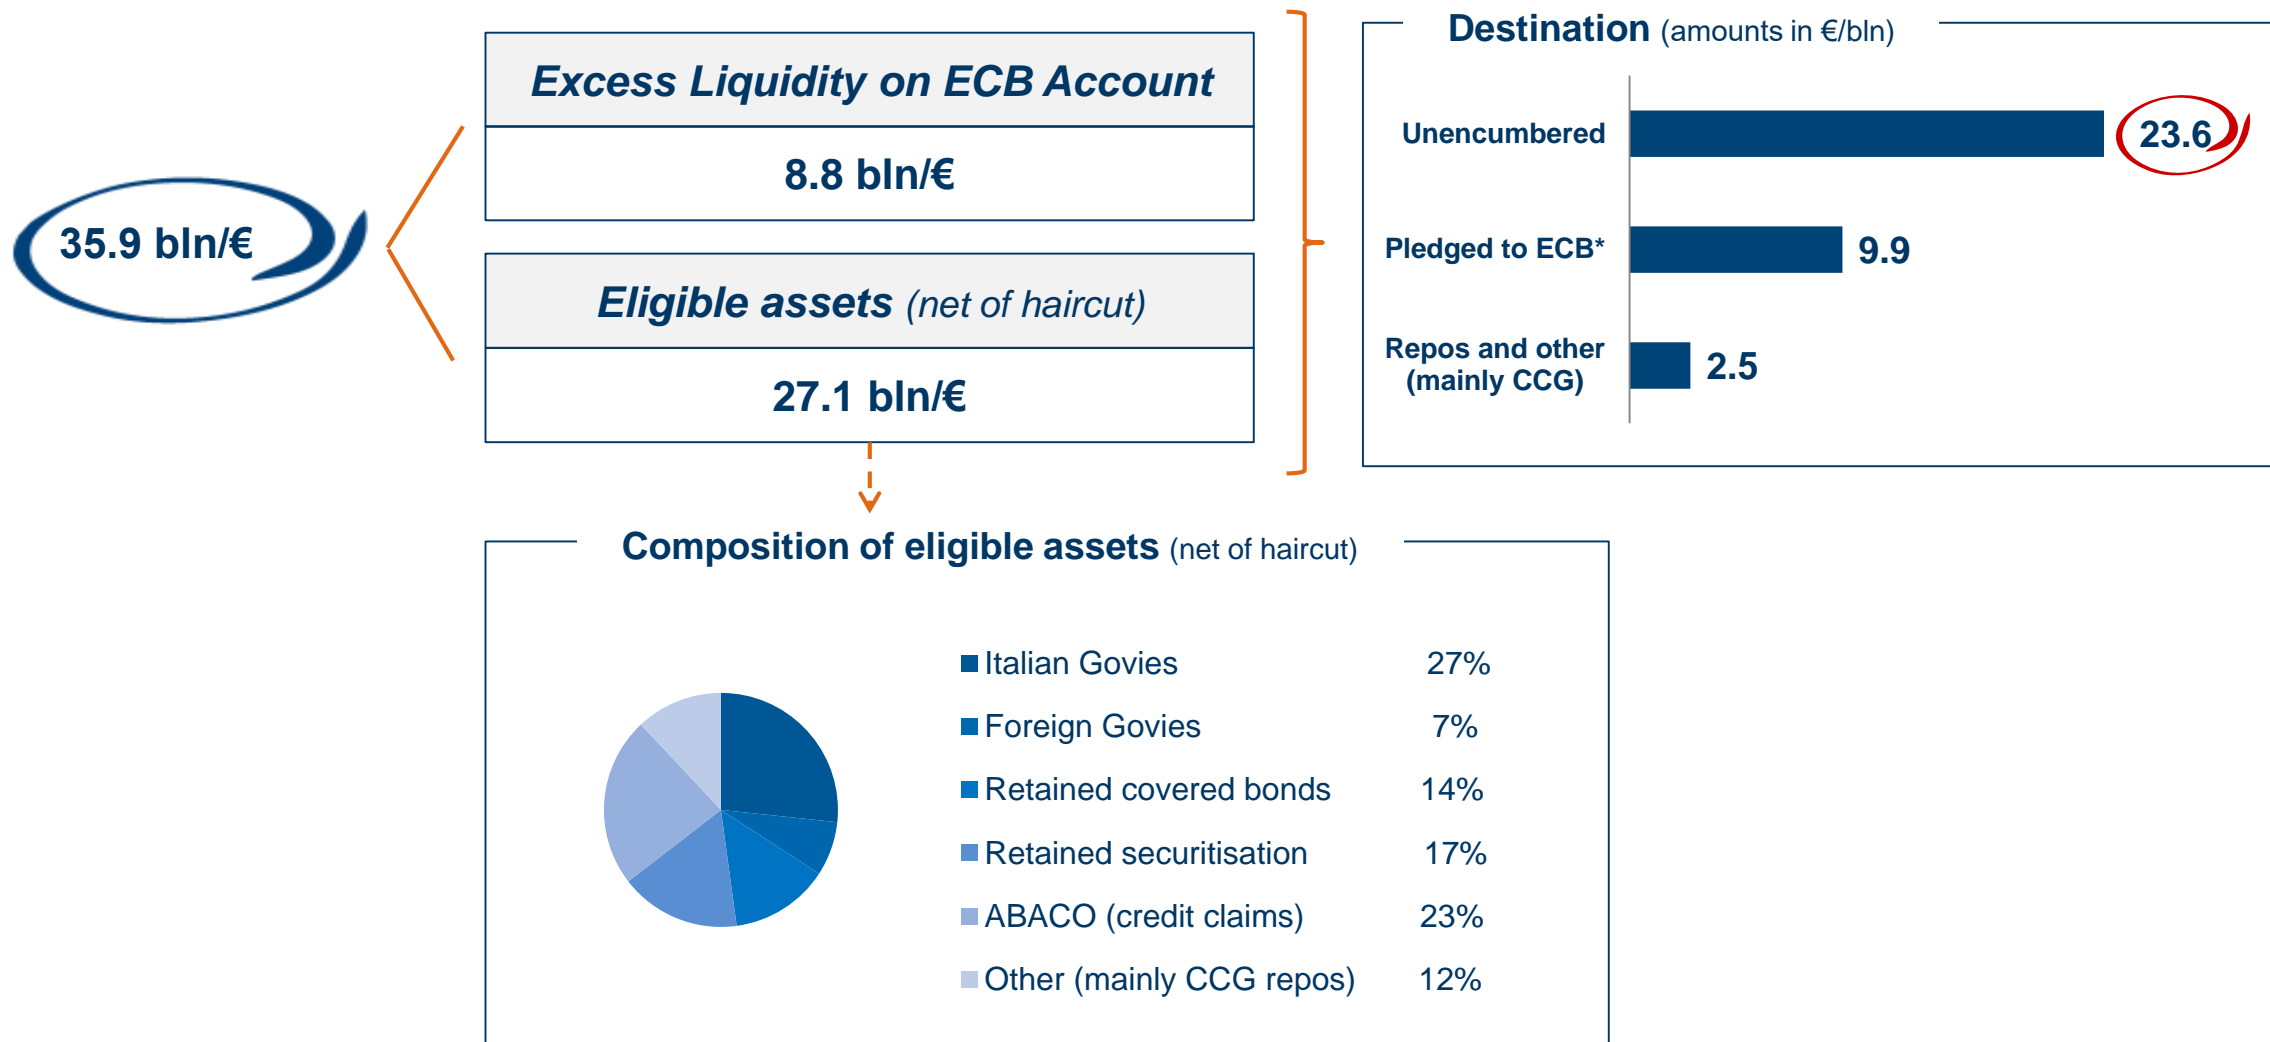 35.9 bln/€
Excess Liquidity on ECB Account
8.8 bln/€
Eligible assets (net of haircut)
27.1 bln/€
Destination (amounts in €/bln)
Unencumbered 23.6
Pledged to ECB* 9.9
Repos and other
(mainly CCG) 2.5
Composition of eligible assets (net of haircut)
Italian Govies 27%
Foreign Govies 7%
Retained covered bonds 14%
Retained securitisation 17%
ABACO (credit claims) 23%
Other (mainly CCG repos) 12%